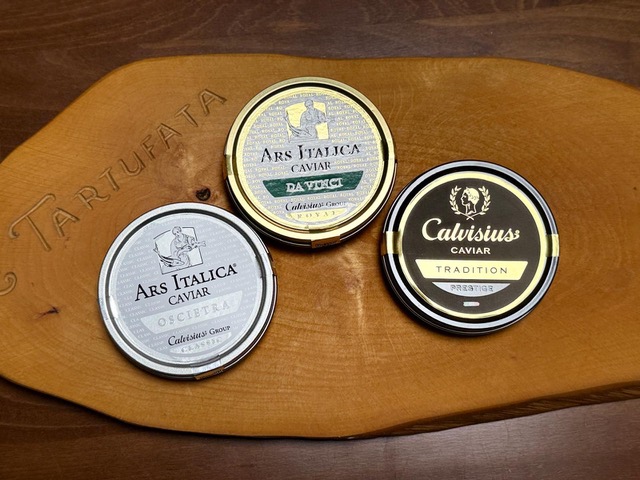 TARTUFATA
ARS ITALICA®
CAVIAR
DA VINCI
Calvisius GROUP
ROYAL
ARS ITALICA®
CAVIAR
OSCIETRA
Calvisius GROUP
CLASSIC
Calvisius®
CAVIAR
TRADITION
PRESTIGE